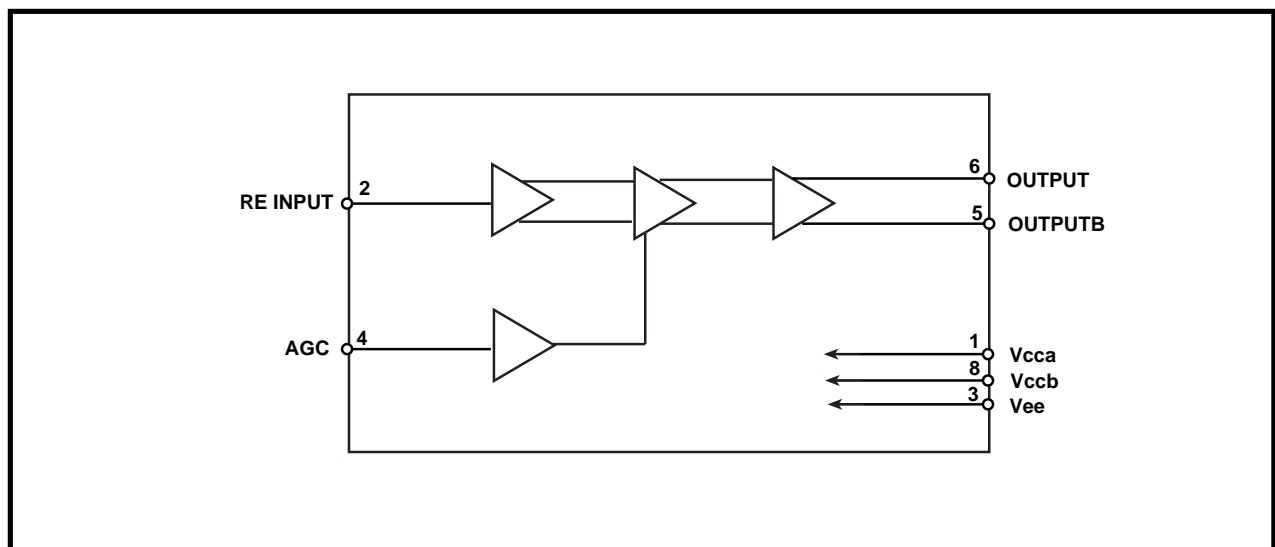 RE INPUT 2
6 OUTPUT
5 OUTPUTB
AGC 4
1 Vcca
8 Vccb
3 Vee